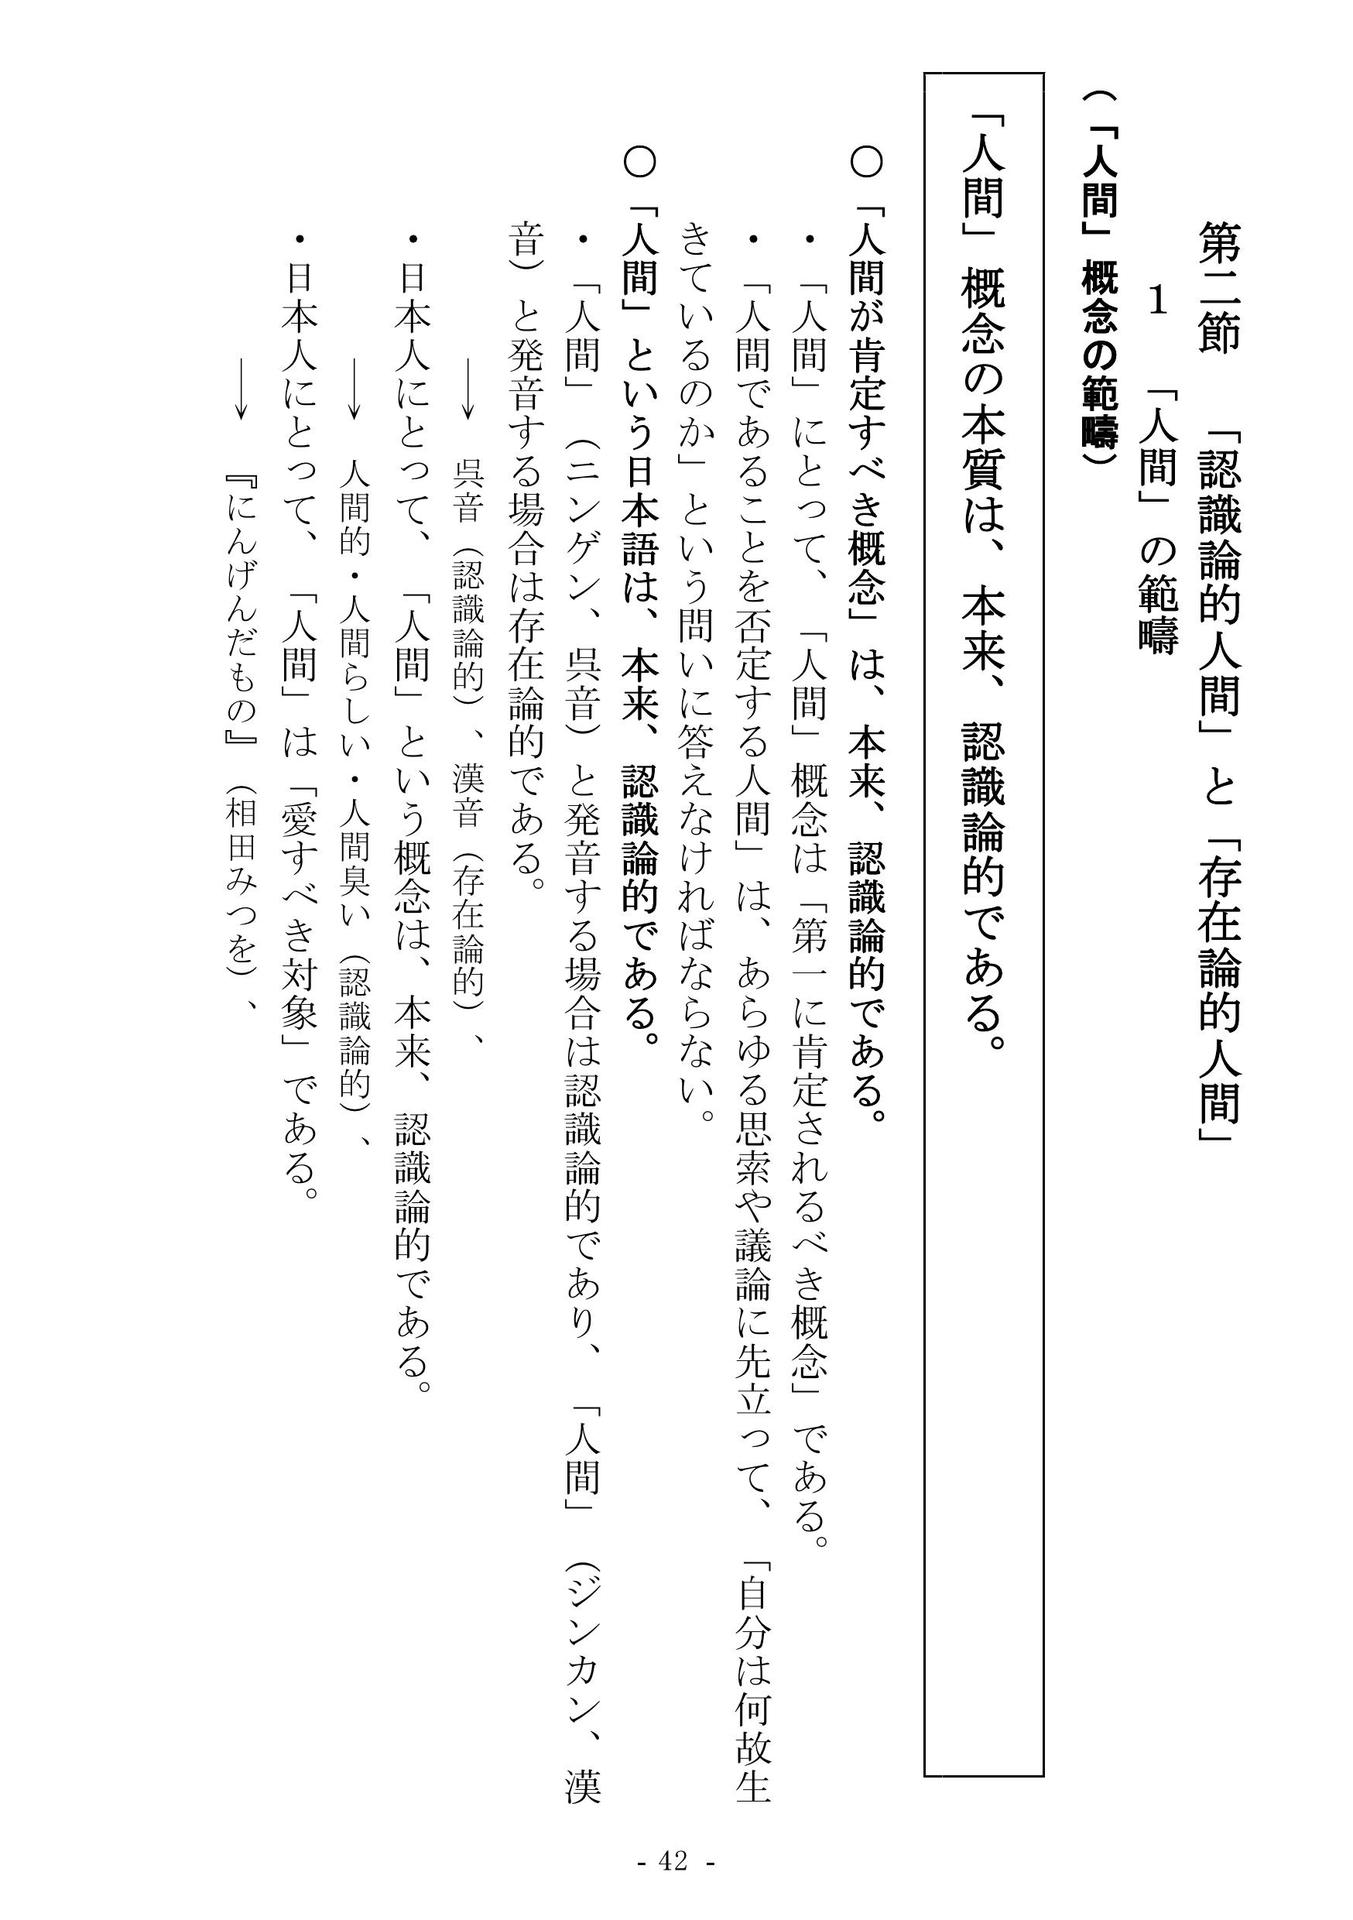 第二節　「認識論的人間」と「存在論的人間」
１　「人間」の範疇
（「人間」概念の範疇）
「人間」概念の本質は、本来、認識論的である。
○「人間が肯定すべき概念」は、本来、認識論的である。
・「人間」にとって、「人間」概念は「第一に肯定されるべき概念」である。
・「人間であることを否定する人間」は、あらゆる思索や議論に先立って、「自分は何故生
きているのか」という問いに答えなければならない。
○「人間」という日本語は、本来、認識論的である。
・「人間」（ニンゲン、呉音）と発音する場合は認識論的であり、「人間」（ジンカン、漢
音）と発音する場合は存在論的である。
→　呉音（認識論的）、漢音（存在論的）、
・日本人にとって、「人間」という概念は、本来、認識論的である。
→　人間的・人間らしい・人間臭い（認識論的）、
・日本人にとって、「人間」は「愛すべき対象」である。
→　『にんげんだもの』（相田みつを）、
- 42 -